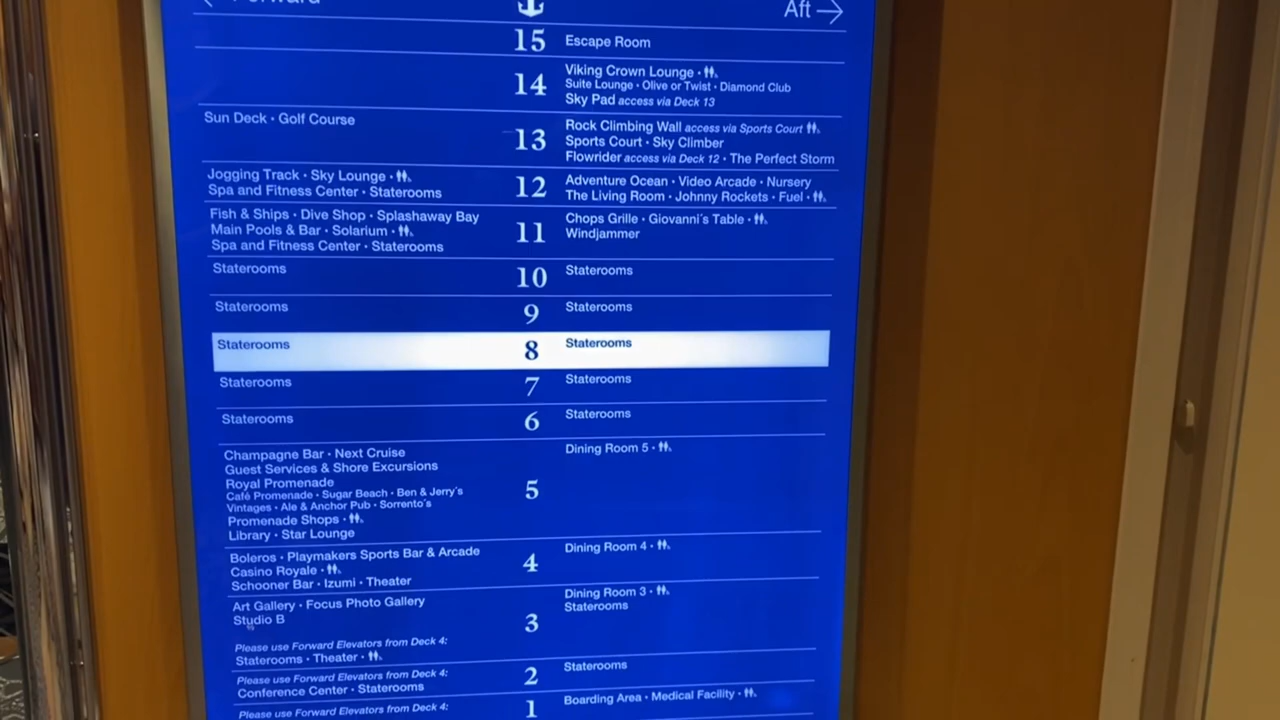 Forward
Aft
15 Escape Room
14 Viking Crown Lounge •
Suite Lounge • Olive or Twist • Diamond Club
Sky Pad access via Deck 13
Sun Deck • Golf Course
13 Rock Climbing Wall access via Sports Court
Sports Court • Sky Climber
Flowrider access via Deck 12 • The Perfect Storm
Jogging Track • Sky Lounge •
Spa and Fitness Center • Staterooms
12 Adventure Ocean • Video Arcade • Nursery
The Living Room • Johnny Rockets • Fuel •
Fish & Ships • Dive Shop • Splashaway Bay
Main Pools & Bar • Solarium •
Spa and Fitness Center • Staterooms
11 Chops Grille • Giovanni's Table •
Windjammer
Staterooms 10 Staterooms
Staterooms 9 Staterooms
Staterooms 8 Staterooms
Staterooms 7 Staterooms
Staterooms 6 Staterooms
Champagne Bar • Next Cruise
Guest Services & Shore Excursions
Royal Promenade
Café Promenade • Sugar Beach • Ben & Jerry's
Vintages • Ale & Anchor Pub • Sorrento's
Promenade Shops •
Library • Star Lounge
5 Dining Room 5 •
Boleros • Playmakers Sports Bar & Arcade
Casino Royale •
Schooner Bar • Izumi • Theater
4 Dining Room 4 •
Art Gallery • Focus Photo Gallery
Studio B
Please use Forward Elevators from Deck 4:
Staterooms • Theater •
3 Dining Room 3 •
Staterooms
Please use Forward Elevators from Deck 4:
Conference Center • Staterooms
2 Staterooms
Please use Forward Elevators from Deck 4:
1 Boarding Area • Medical Facility •